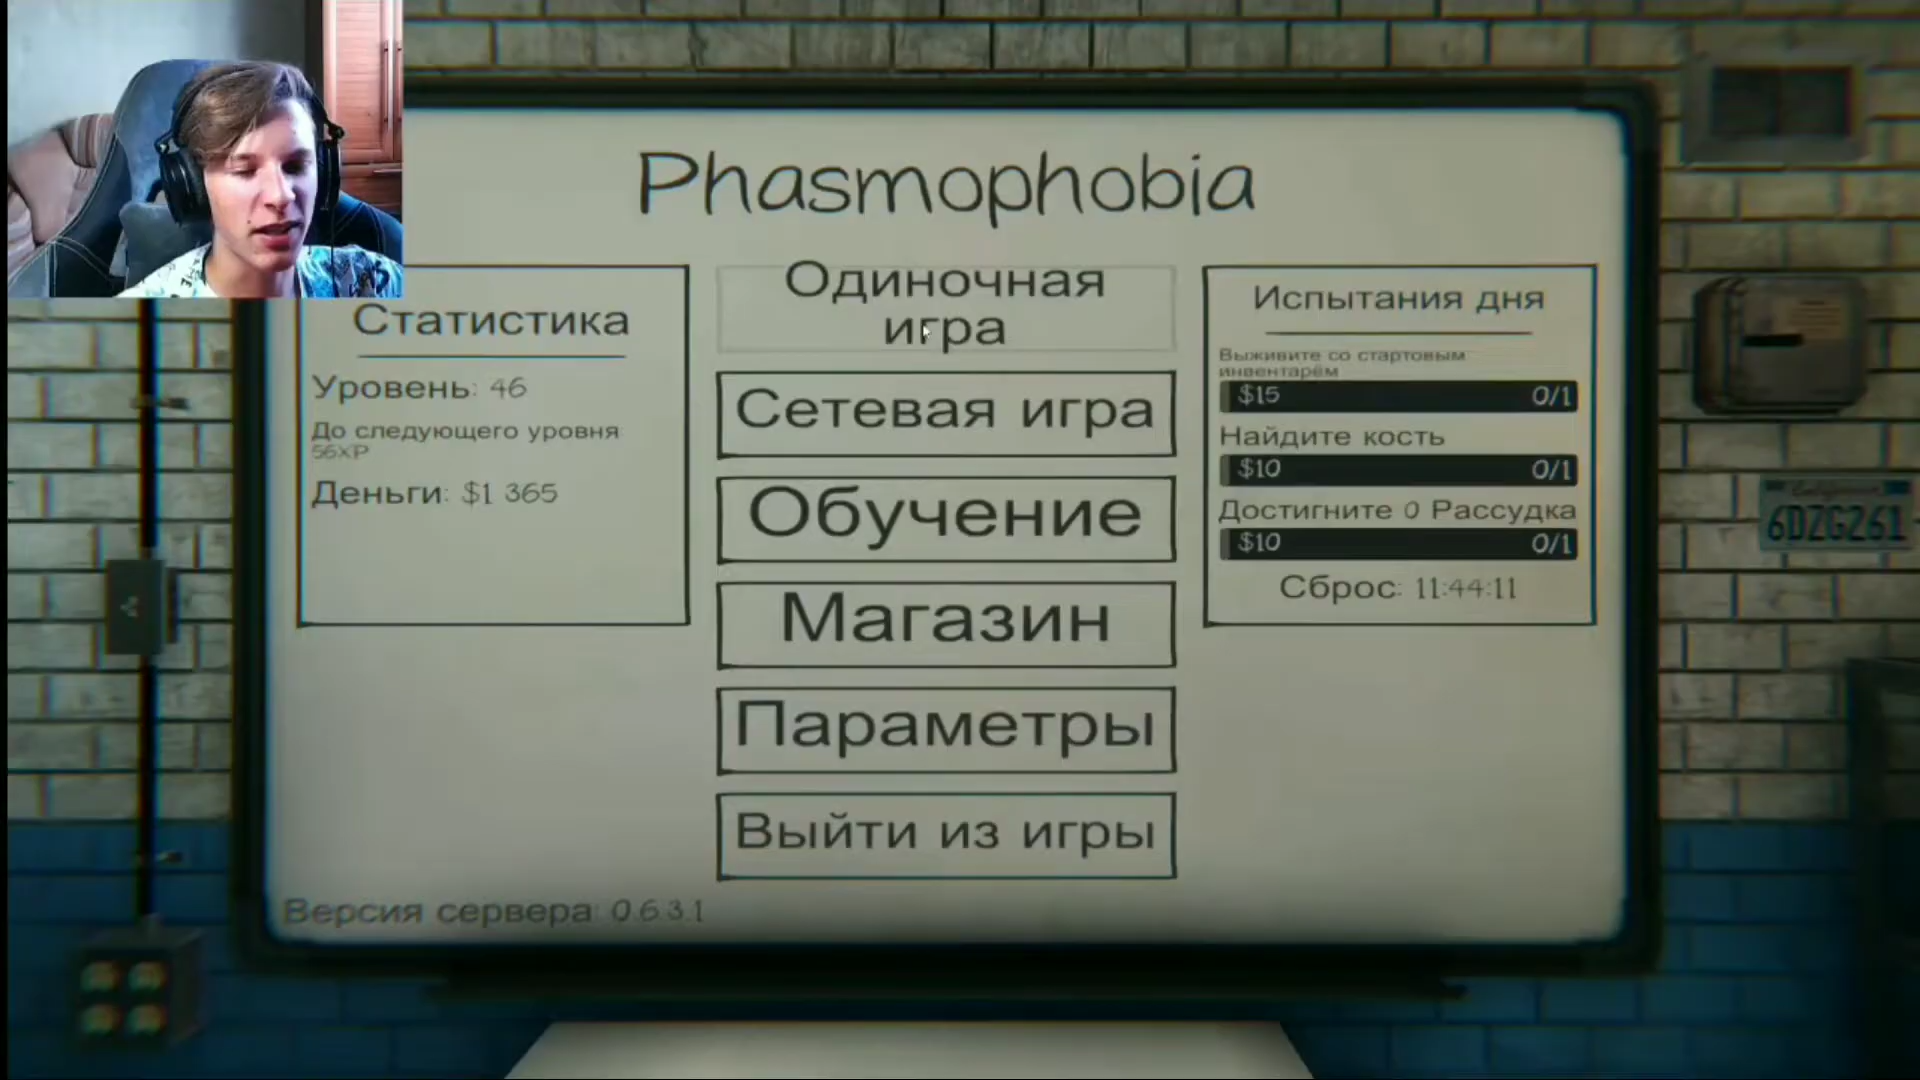 Phasmophobia
Статистика
Уровень: 46
До следующего уровня:
56XP
Деньги: $1 365
Одиночная
игра
Сетевая игра
Обучение
Магазин
Параметры
Выйти из игры
Испытания дня
Выживите со стартовым
инвентарём
$15 0/1
Найдите кость
$10 0/1
Достигните 0 Рассудка
$10 0/1
Сброс: 11:44:11
California
6DZG261
Версия сервера: 0.6.3.1